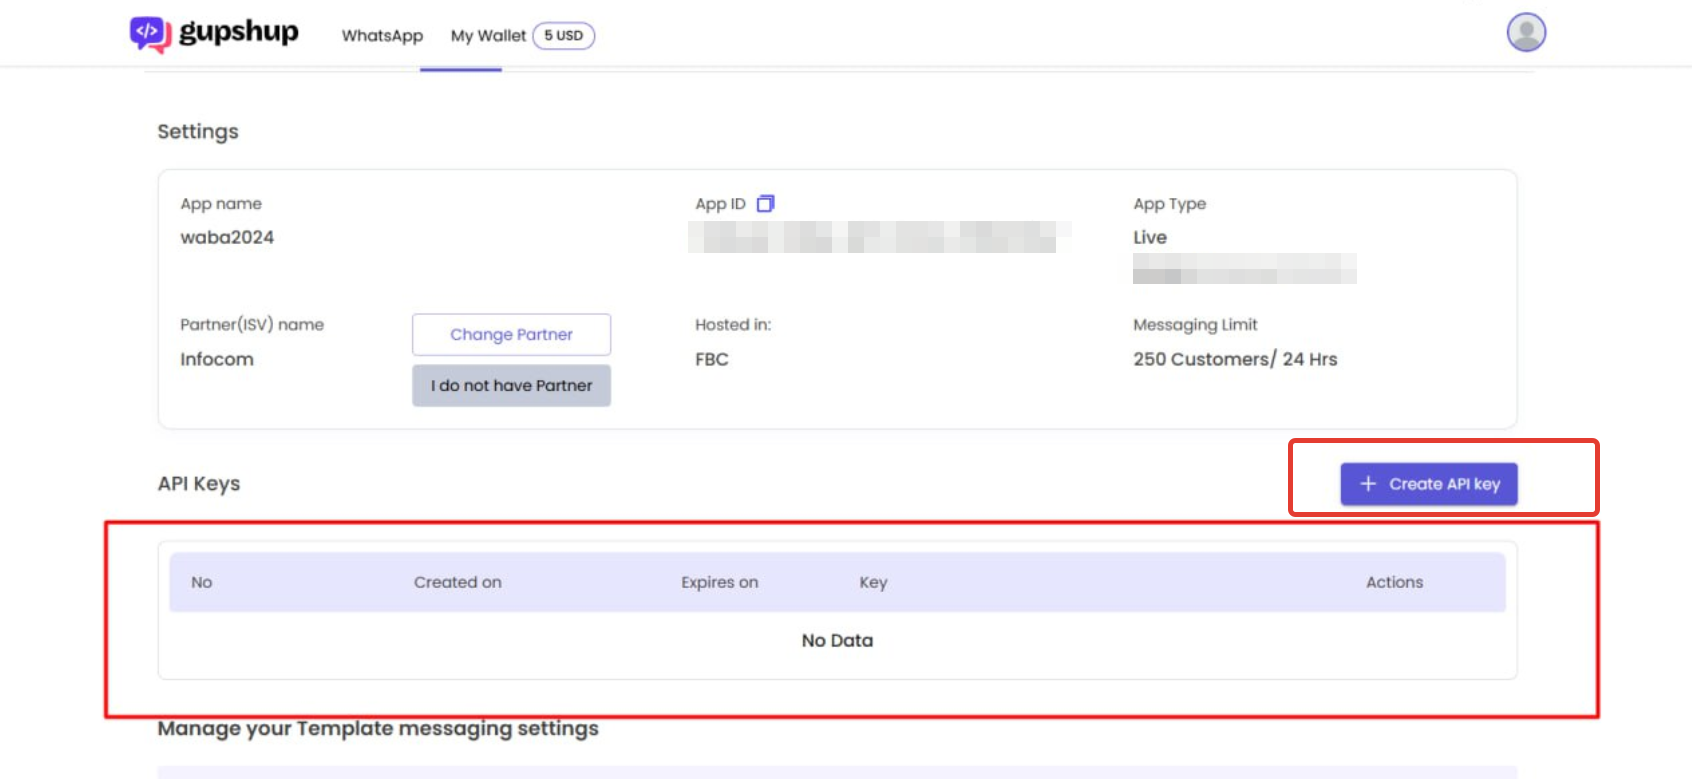 gupshup WhatsApp My Wallet 5 USD
Settings
App name App ID App Type
waba2024 Live
Partner(ISV) name Change Partner Hosted in: Messaging Limit
Infocom FBC 250 Customers/ 24 Hrs
I do not have Partner
API Keys + Create API key
No Created on Expires on Key Actions
No Data
Manage your Template messaging settings